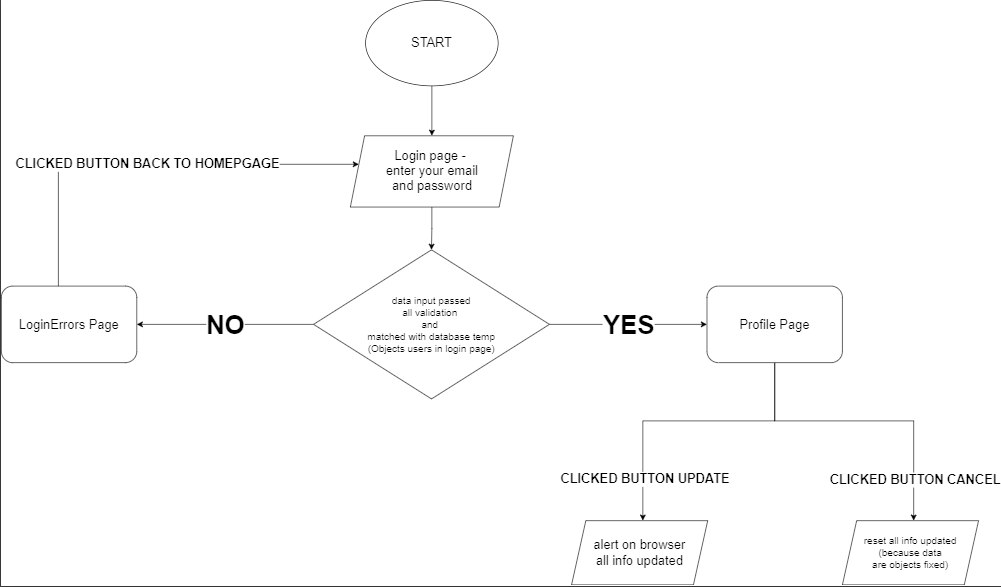 START
Login page -
enter your email
and password
CLICKED BUTTON BACK TO HOMEPGAGE
data input passed
all validation
and
matched with database temp
(Objects users in login page)
LoginErrors Page
NO
YES
Profile Page
CLICKED BUTTON UPDATE
CLICKED BUTTON CANCEL
alert on browser
all info updated
reset all info updated
(because data
are objects fixed)